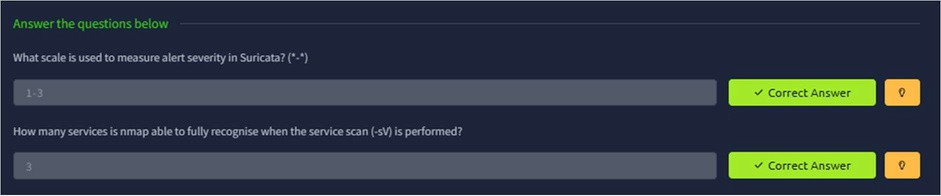 Answer the questions below
What scale is used to measure alert severity in Suricata? (*-*)
1-3
✓ Correct Answer
How many services is nmap able to fully recognise when the service scan (-sV) is performed?
3
✓ Correct Answer